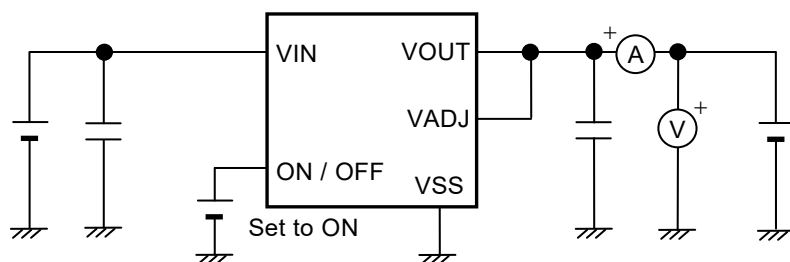 VIN
VOUT
+
A
VADJ
V
+
ON / OFF
VSS
Set to ON